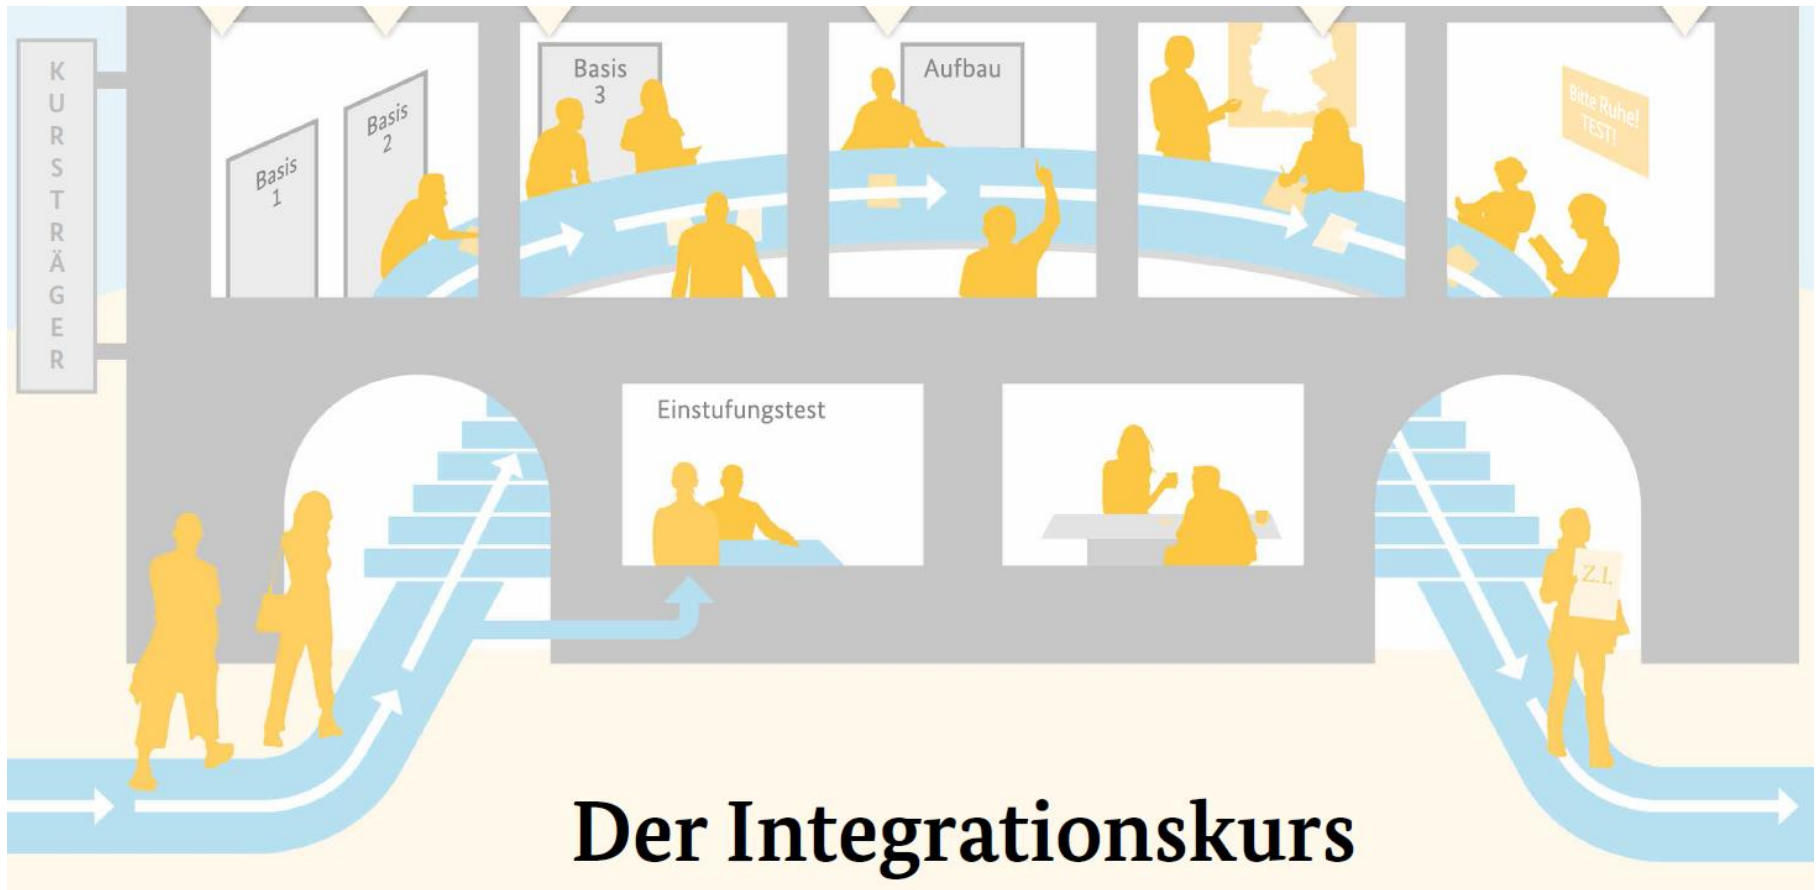 KURSTRÄGER
Basis
1
Basis
2
Basis
3
Aufbau
Bitte Ruhe!
TEST!
Einstufungstest
Z.I.
Der Integrationskurs